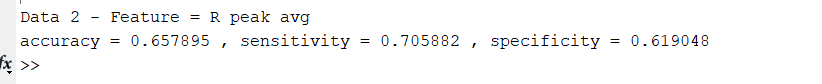 Data 2 - Feature = R peak avg
accuracy = 0.657895 , sensitivity = 0.705882 , specificity = 0.619048
fx >>